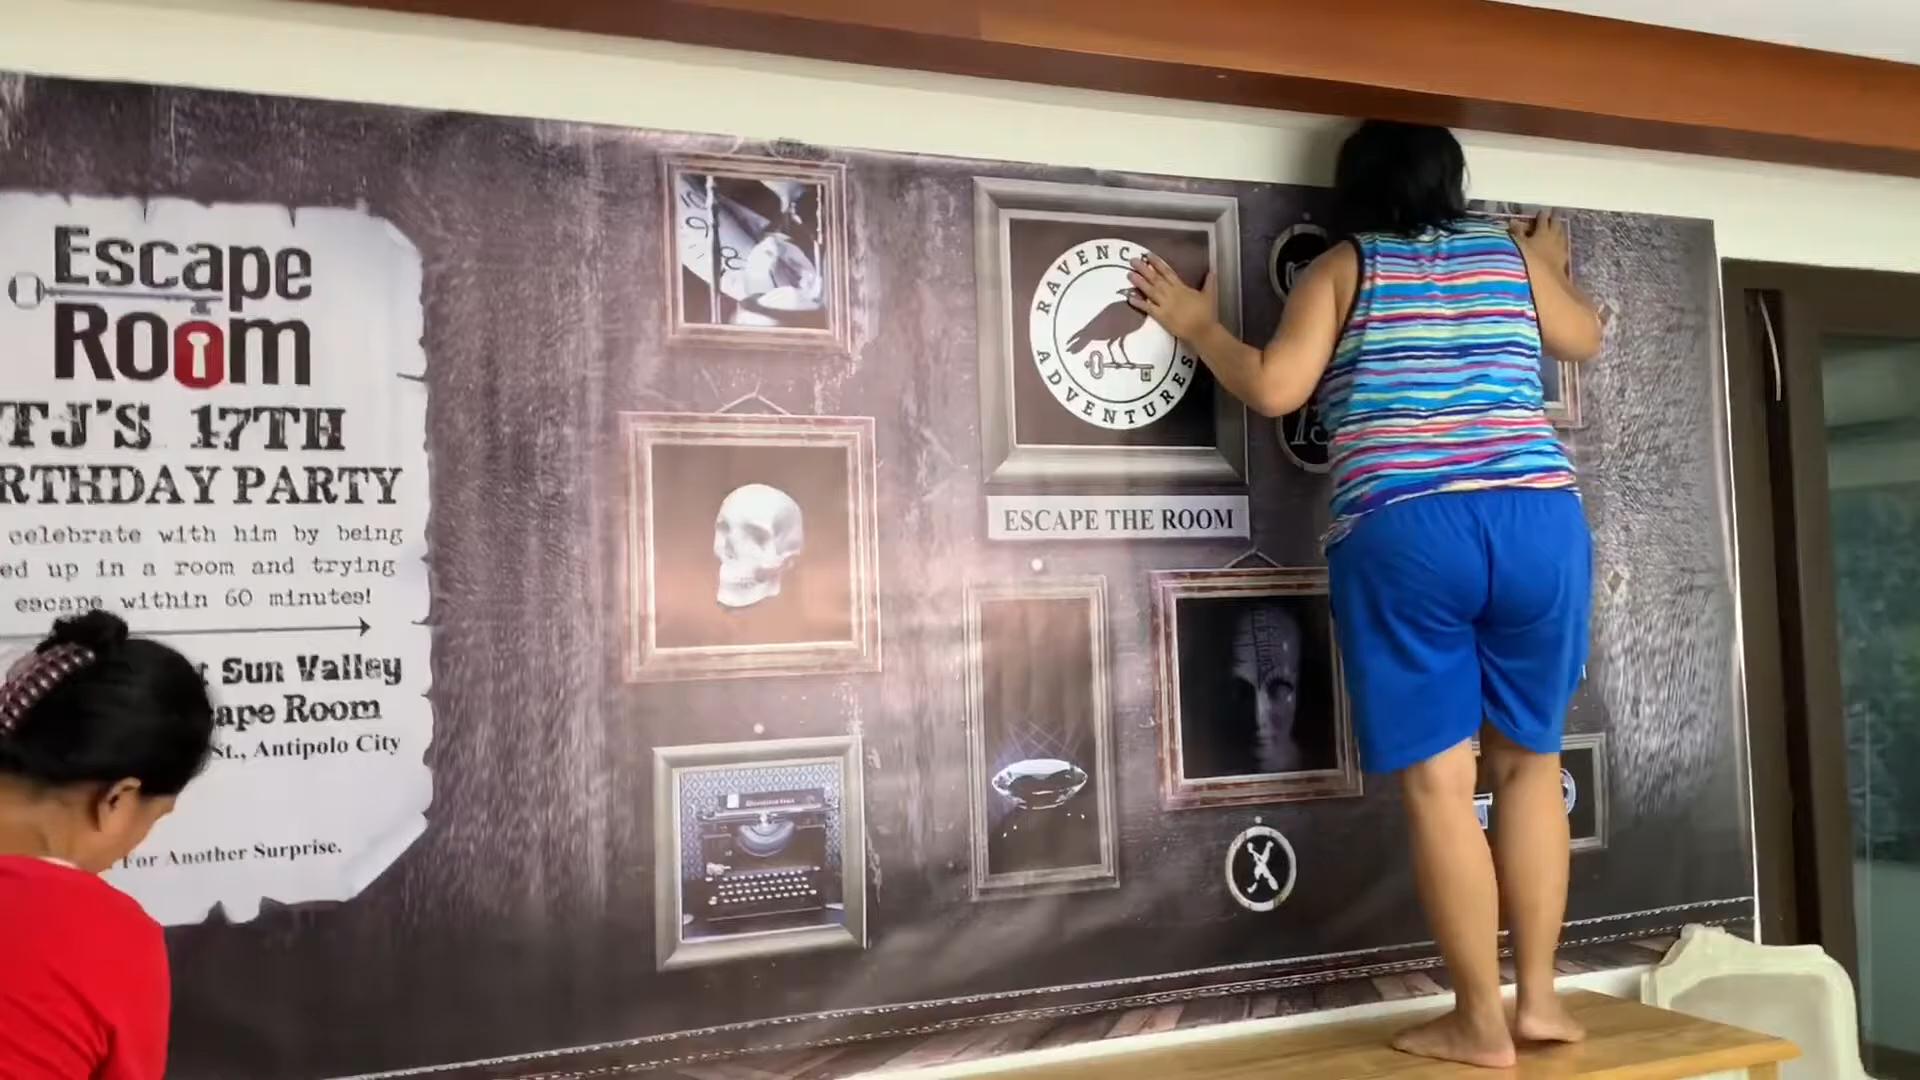 Escape
Room
TJ'S 17TH
RTHDAY PARTY
celebrate with him by being
ed up in a room and trying
escape within 60 minutes!
Sun Valley
ape Room
St., Antipolo City
For Another Surprise.
ADVENTURES
ESCAPE THE ROOM